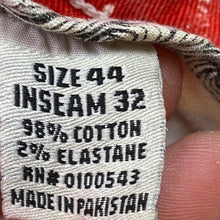 SIZE 44
INSEAM 32
98% COTTON
2% ELASTANE
RN# 0100543
MADE IN PAKISTAN